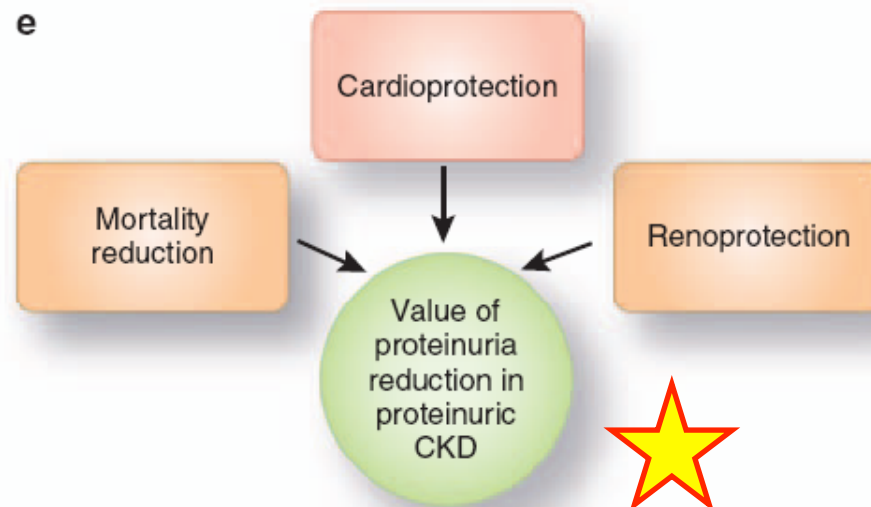 e
Cardioprotection
Mortality
reduction
Renoprotection
Value of
proteinuria
reduction in
proteinuric
CKD